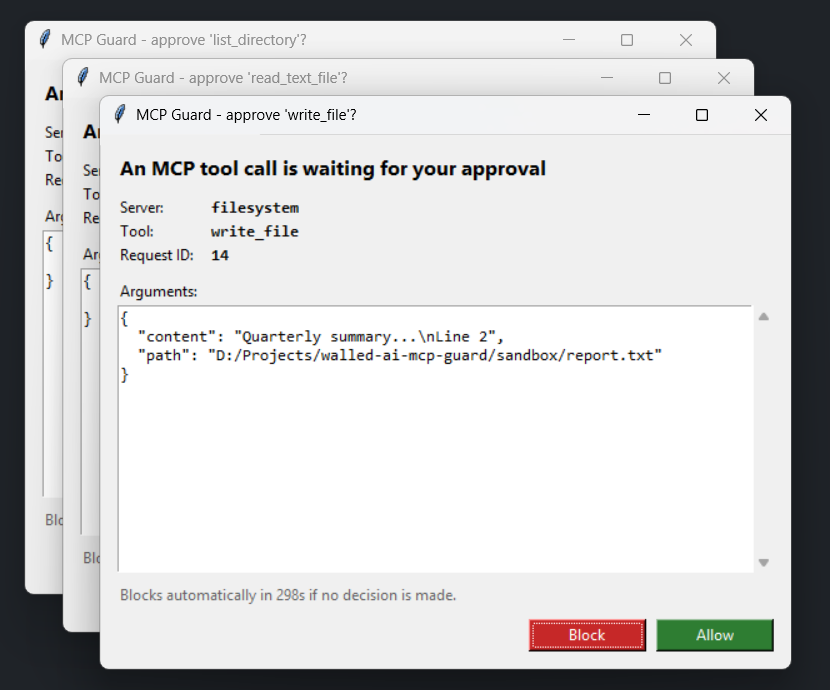 MCP Guard - approve 'list_directory'?
MCP Guard - approve 'read_text_file'?
MCP Guard - approve 'write_file'?
An MCP tool call is waiting for your approval
Server: filesystem
Tool: write_file
Request ID: 14
Arguments:
{
"content": "Quarterly summary...\nLine 2",
"path": "D:/Projects/walled-ai-mcp-guard/sandbox/report.txt"
}
Blocks automatically in 298s if no decision is made.
Block
Allow
{
}
{
}